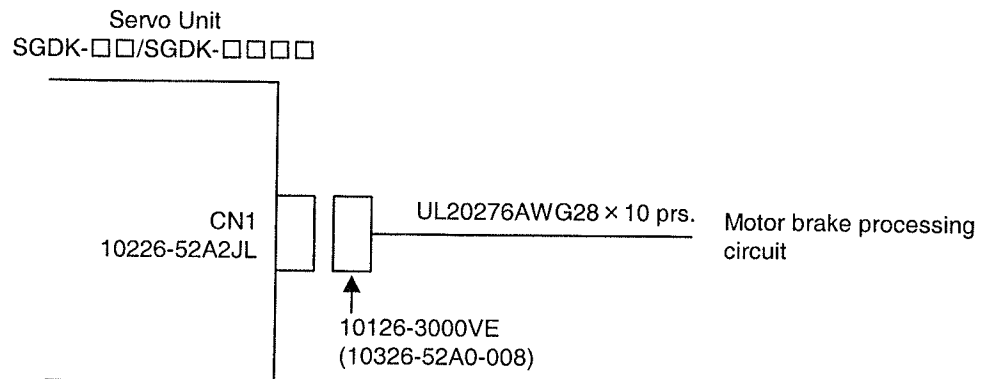 Servo Unit
SGDK-□□/SGDK-□□□□
CN1
10226-52A2JL
UL20276AWG28×10 prs.
Motor brake processing
circuit
10126-3000VE
(10326-52A0-008)